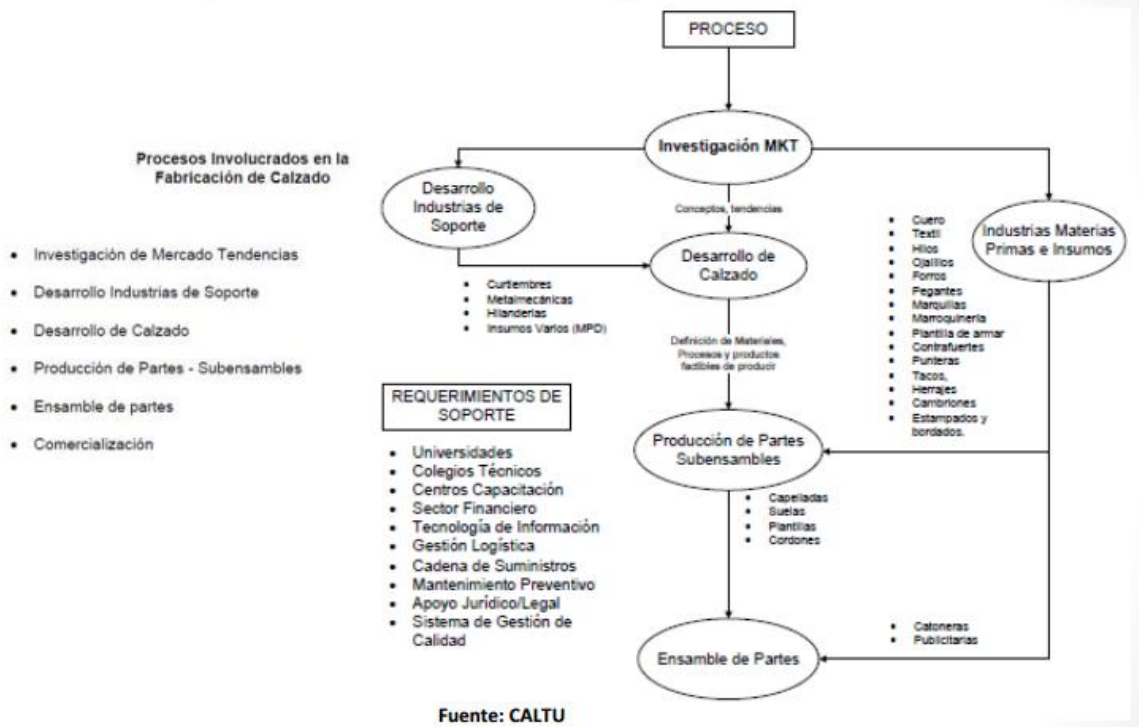 PROCESO
Investigación MKT
Procesos Involucrados en la
Fabricación de Calzado
• Investigación de Mercado Tendencias
• Desarrollo Industrias de Soporte
• Desarrollo de Calzado
• Producción de Partes - Subensambles
• Ensamble de partes
• Comercialización
Desarrollo
Industrias de
Soporte
Conceptos, tendencias
Desarrollo de
Calzado
• Curtiembres
• Metalmecánicas
• Hilanderías
• Insumos Varios (MPD)
• Cuero
• Textil
• Hilos
• Ojalillos
• Forros
• Pegantes
• Marquillas
• Marroquinería
• Plantilla de armar
• Contrafuertes
• Punteras
• Tacos,
• Herrajes
• Cambriones
• Estampados y
bordados.
Industrias Materias
Primas e Insumos
Definición de Materiales,
Procesos y productos
factibles de producir
REQUERIMIENTOS DE
SOPORTE
• Universidades
• Colegios Técnicos
• Centros Capacitación
• Sector Financiero
• Tecnología de Información
• Gestión Logística
• Cadena de Suministros
• Mantenimiento Preventivo
• Apoyo Jurídico/Legal
• Sistema de Gestión de
Calidad
Producción de Partes
Subensambles
• Capelladas
• Suelas
• Plantillas
• Cordones
• Catoneras
• Publicitarias
Ensamble de Partes
Fuente: CALTU